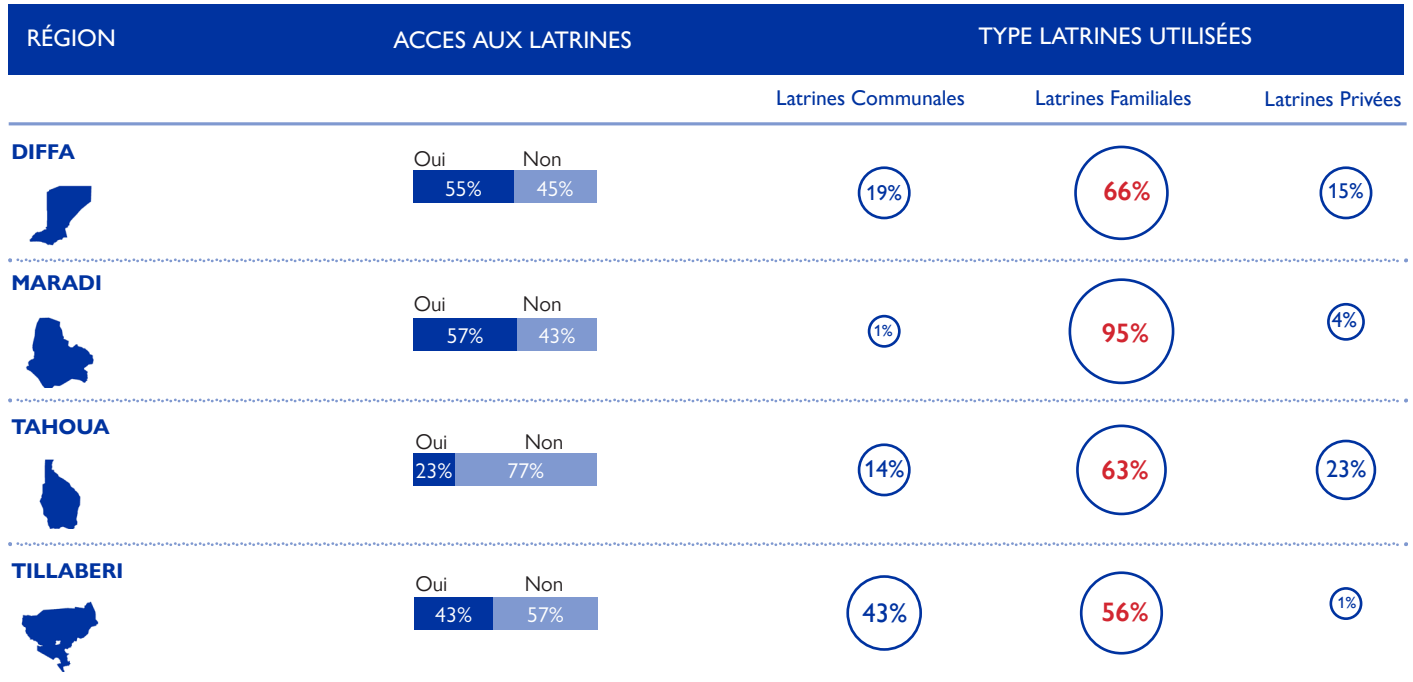 RÉGION ACCES AUX LATRINES TYPE LATRINES UTILISÉES
Latrines Communales Latrines Familiales Latrines Privées
DIFFA
Oui Non
55% 45% 19% 66% 15%
MARADI
Oui Non
57% 43% 1% 95% 4%
TAHOUA
Oui Non
23% 77% 14% 63% 23%
TILLABERI
Oui Non
43% 57% 43% 56% 1%